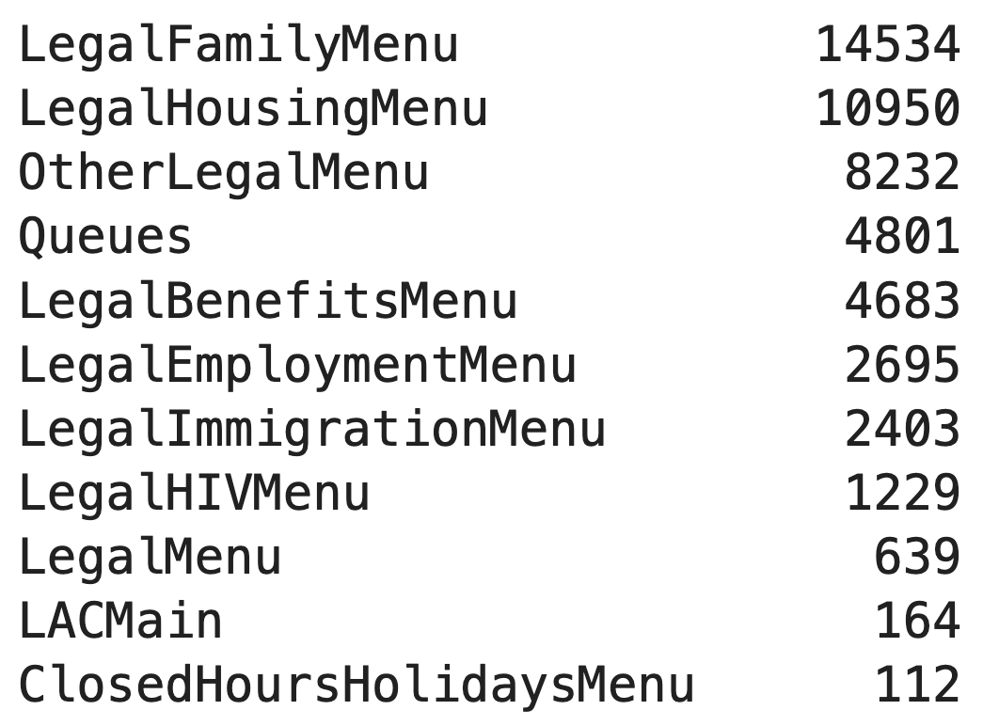 LegalFamilyMenu 14534
LegalHousingMenu 10950
OtherLegalMenu 8232
Queues 4801
LegalBenefitsMenu 4683
LegalEmploymentMenu 2695
LegalImmigrationMenu 2403
LegalHIVMenu 1229
LegalMenu 639
LACMain 164
ClosedHoursHolidaysMenu 112